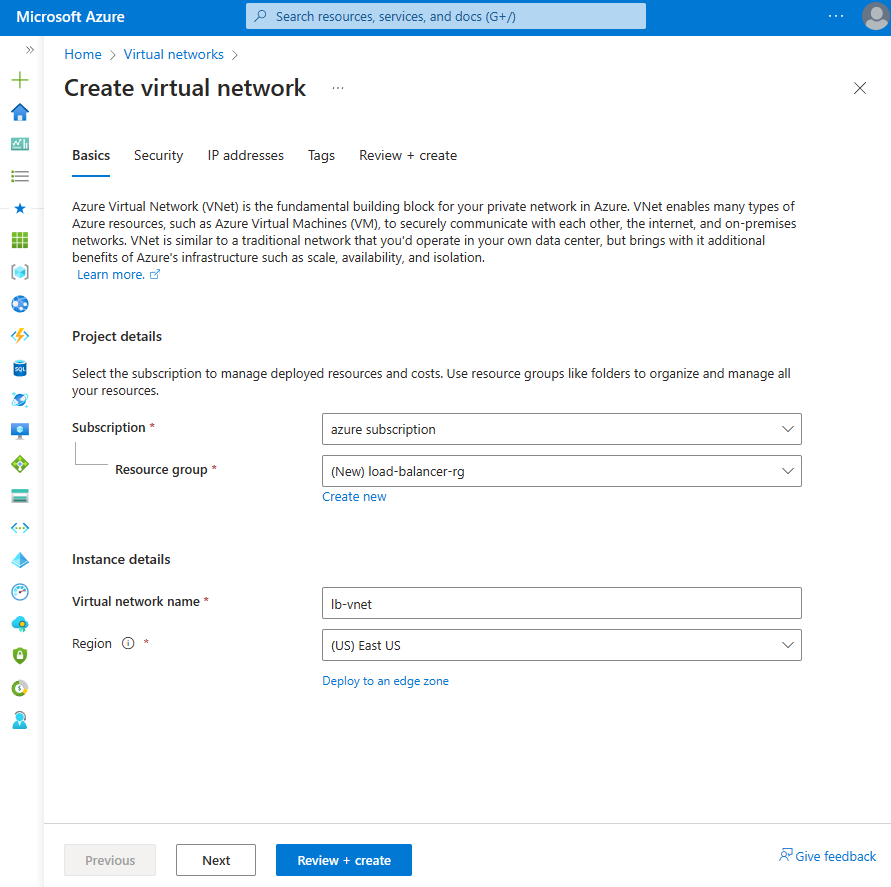 Microsoft Azure
Search resources, services, and docs (G+/)
Home > Virtual networks >
Create virtual network ...
Basics Security IP addresses Tags Review + create
Azure Virtual Network (VNet) is the fundamental building block for your private network in Azure. VNet enables many types of
Azure resources, such as Azure Virtual Machines (VM), to securely communicate with each other, the internet, and on-premises
networks. VNet is similar to a traditional network that you'd operate in your own data center, but brings with it additional
benefits of Azure's infrastructure such as scale, availability, and isolation.
Learn more.
Project details
Select the subscription to manage deployed resources and costs. Use resource groups like folders to organize and manage all
your resources.
Subscription * azure subscription
Resource group * (New) load-balancer-rg
Create new
Instance details
Virtual network name * lb-vnet
Region * (US) East US
Deploy to an edge zone
Previous Next Review + create Give feedback
SQL